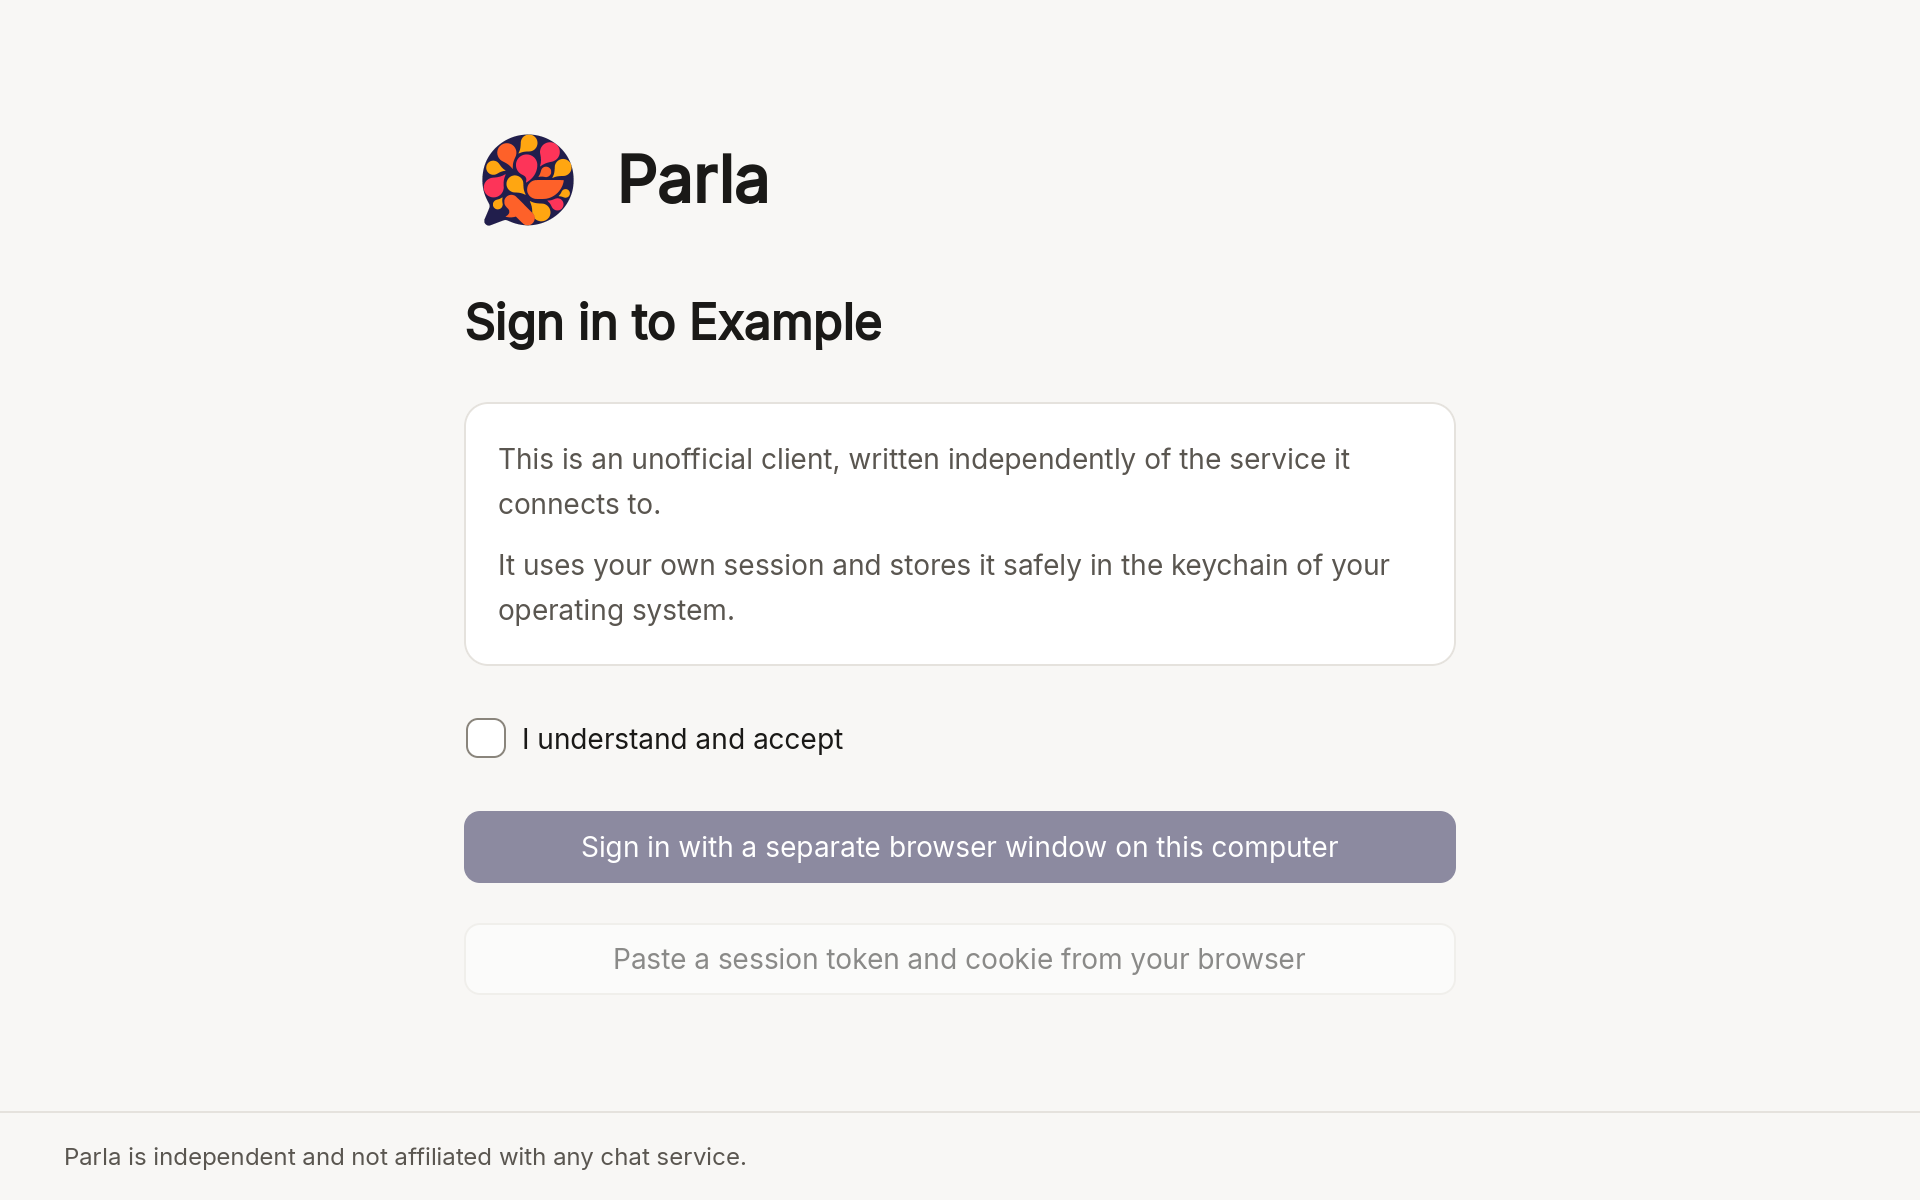 Parla
Sign in to Example
This is an unofficial client, written independently of the service it
connects to.
It uses your own session and stores it safely in the keychain of your
operating system.
I understand and accept
Sign in with a separate browser window on this computer
Paste a session token and cookie from your browser
Parla is independent and not affiliated with any chat service.